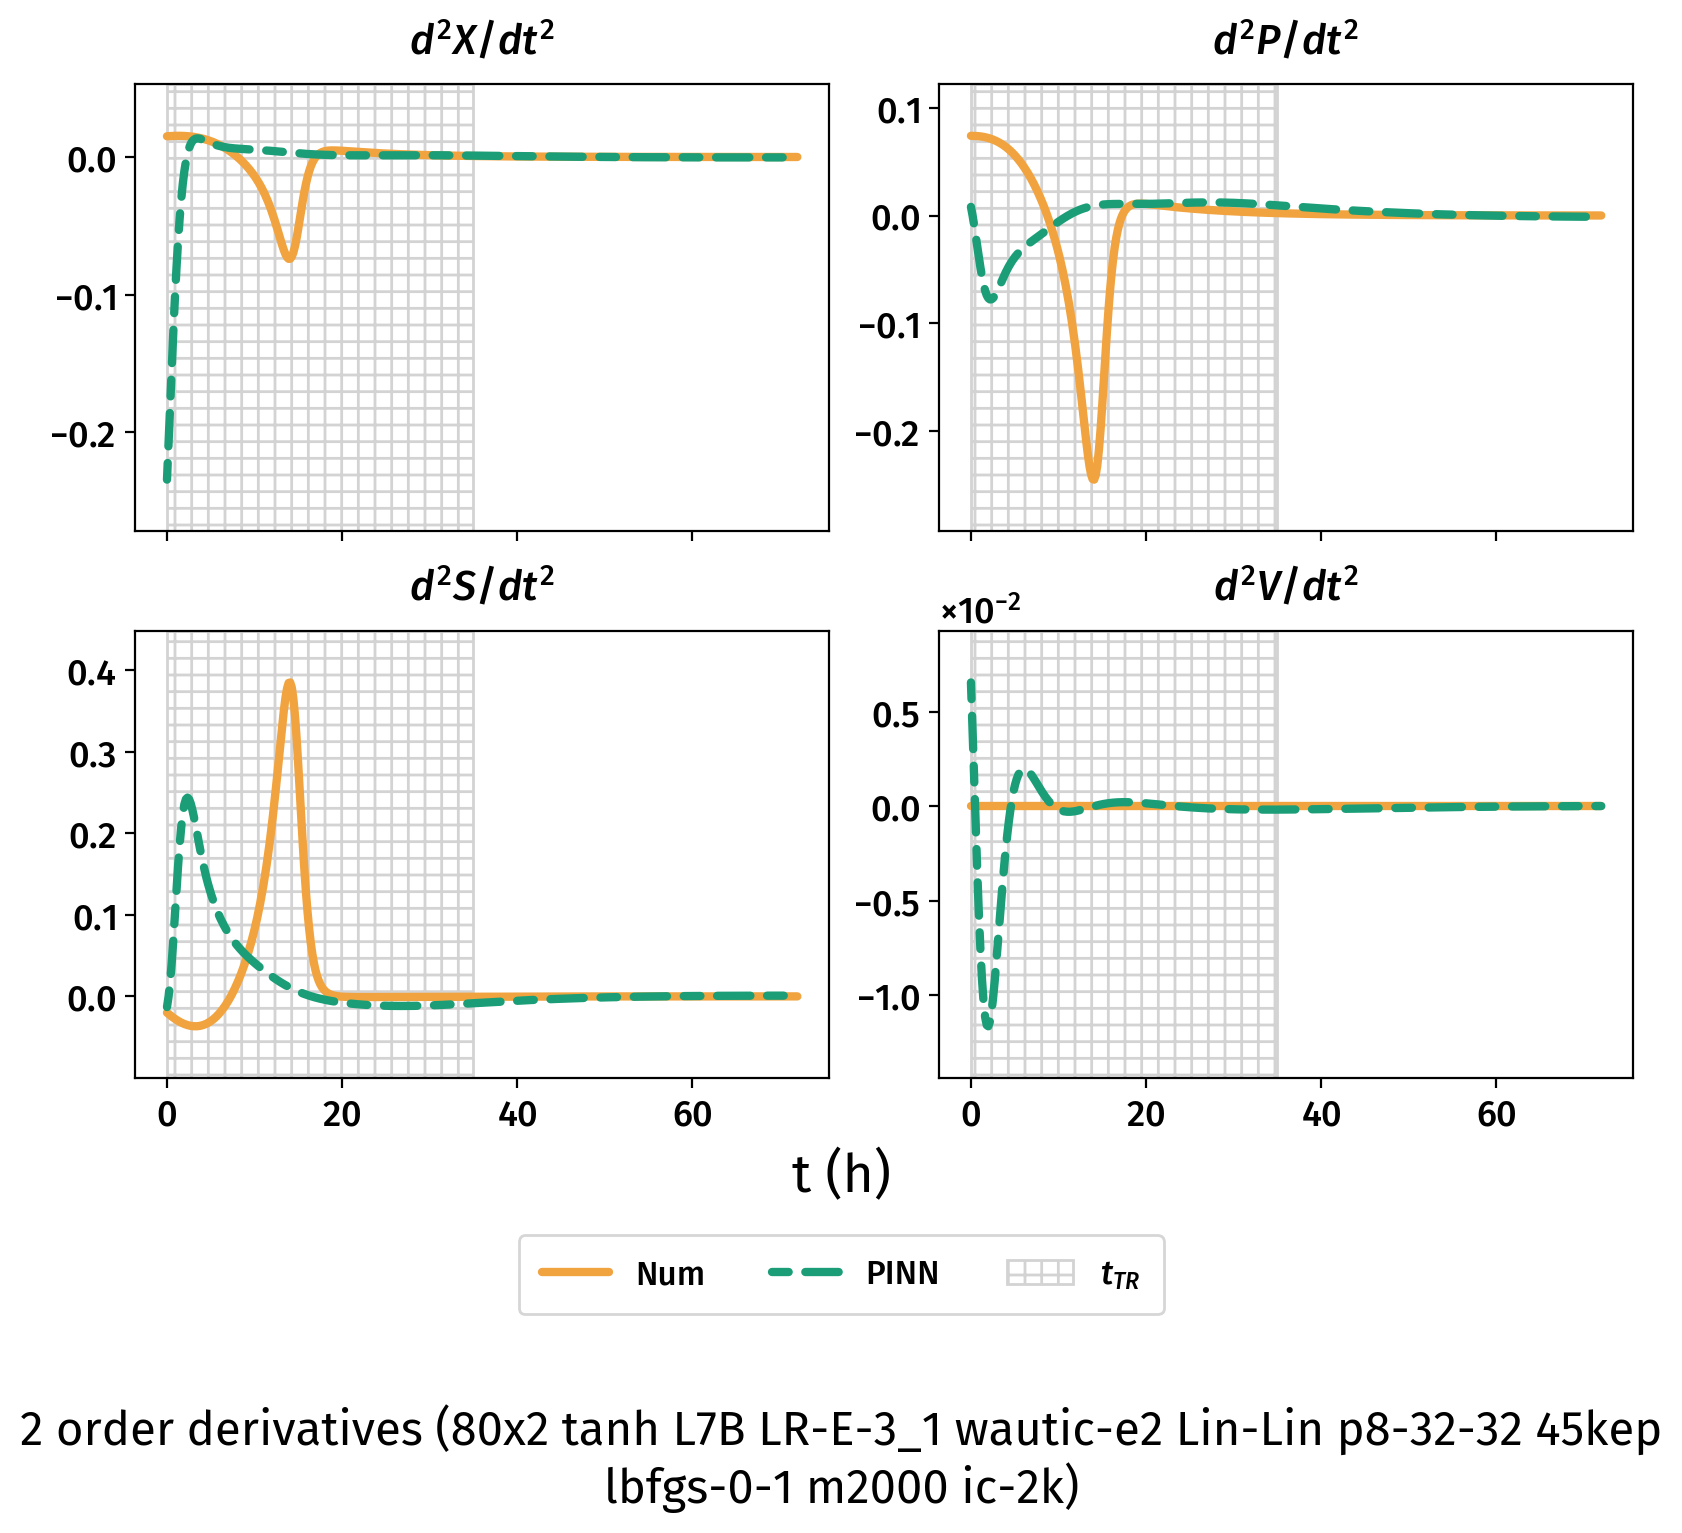 d²X/dt²
d²P/dt²
0.0
−0.1
−0.2
0.1
0.0
−0.1
−0.2
d²S/dt²
d²V/dt²
×10⁻²
0.4
0.3
0.2
0.1
0.0
0.5
0.0
−0.5
−1.0
0 20 40 60
0 20 40 60
t (h)
Num PINN t_TR
2 order derivatives (80x2 tanh L7B LR-E-3_1 wautic-e2 Lin-Lin p8-32-32 45kep
lbfgs-0-1 m2000 ic-2k)